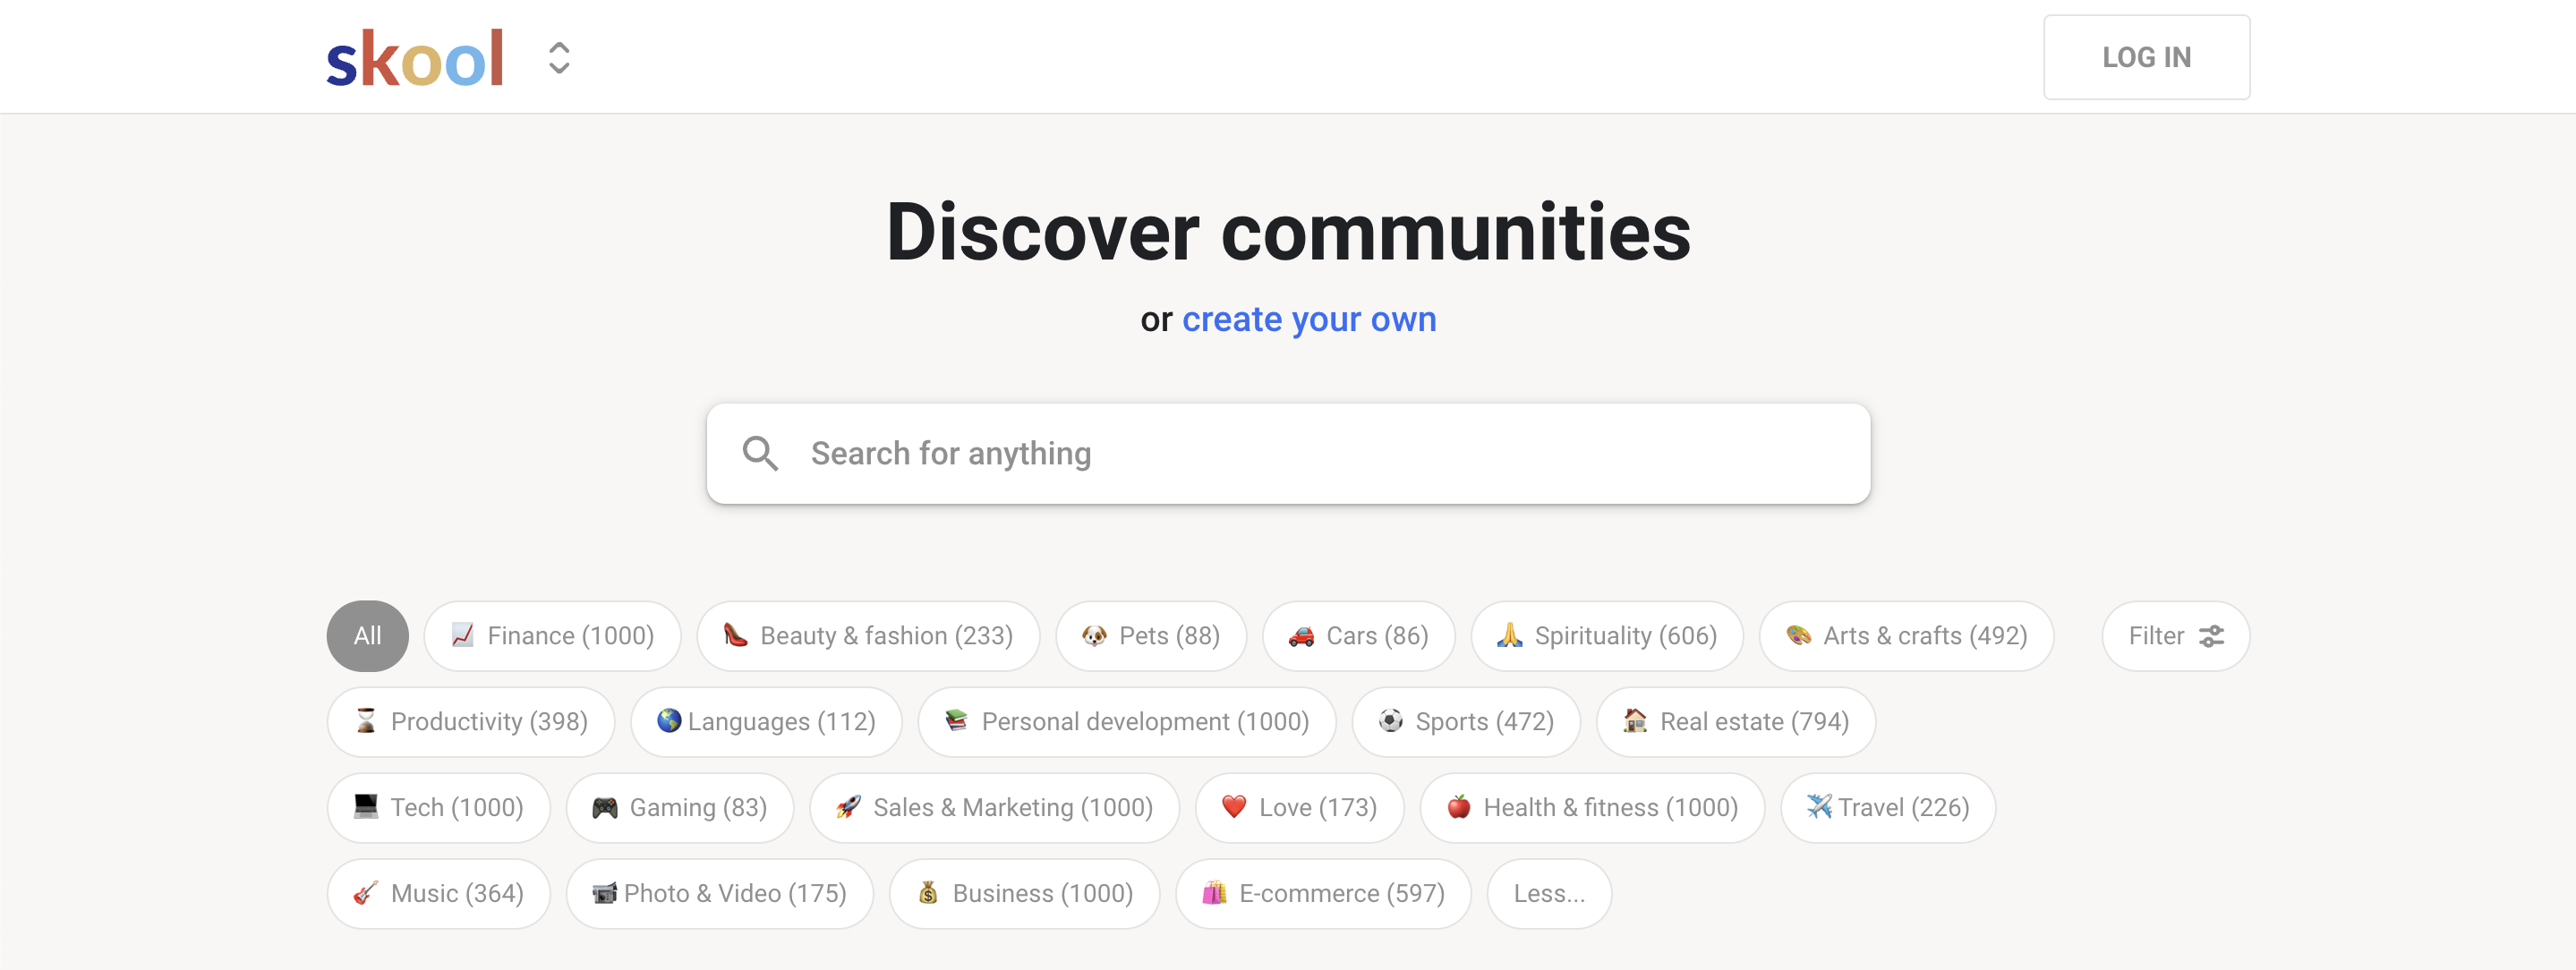 skool
LOG IN
Discover communities
or create your own
Search for anything
All
Finance (1000)
Beauty & fashion (233)
Pets (88)
Cars (86)
Spirituality (606)
Arts & crafts (492)
Filter
Productivity (398)
Languages (112)
Personal development (1000)
Sports (472)
Real estate (794)
Tech (1000)
Gaming (83)
Sales & Marketing (1000)
Love (173)
Health & fitness (1000)
Travel (226)
Music (364)
Photo & Video (175)
Business (1000)
E-commerce (597)
Less...